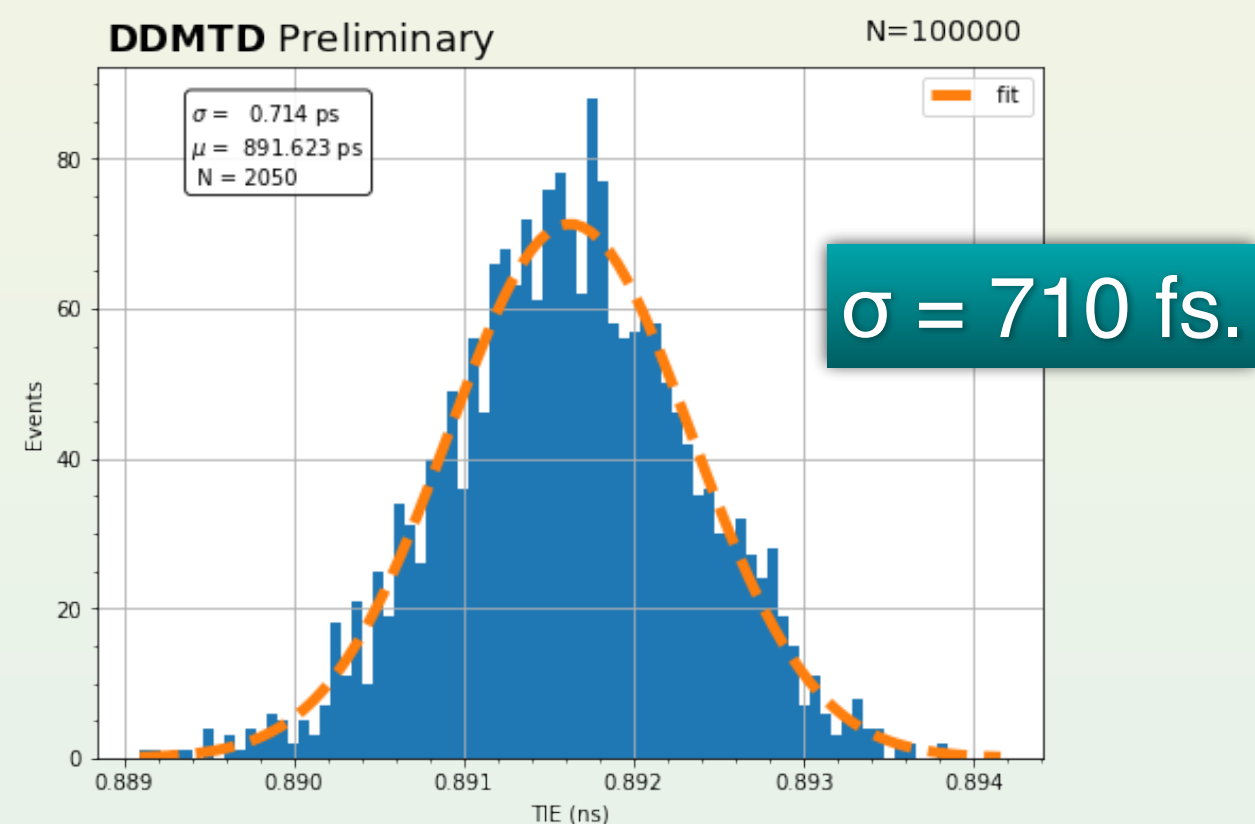 DDMTD Preliminary
N=100000
σ = 0.714 ps
μ = 891.623 ps
N = 2050
fit
σ = 710 fs.
Events
80
60
40
20
0
0.889 0.890 0.891 0.892 0.893 0.894
TIE (ns)